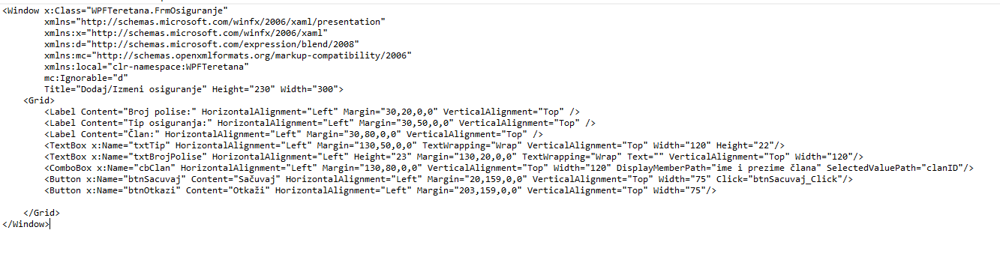 <Window x:Class="WPFTeretana.FrmOsiguranje"
        xmlns="http://schemas.microsoft.com/winfx/2006/xaml/presentation"
        xmlns:x="http://schemas.microsoft.com/winfx/2006/xaml"
        xmlns:d="http://schemas.microsoft.com/expression/blend/2008"
        xmlns:mc="http://schemas.openxmlformats.org/markup-compatibility/2006"
        xmlns:local="clr-namespace:WPFTeretana"
        mc:Ignorable="d"
        Title="Dodaj/Izmeni osiguranje" Height="230" Width="300">
    <Grid>
        <Label Content="Broj polise:" HorizontalAlignment="Left" Margin="30,20,0,0" VerticalAlignment="Top" />
        <Label Content="Tip osiguranja:" HorizontalAlignment="Left" Margin="30,50,0,0" VerticalAlignment="Top" />
        <Label Content="Član:" HorizontalAlignment="Left" Margin="30,80,0,0" VerticalAlignment="Top" />
        <TextBox x:Name="txtTip" HorizontalAlignment="Left" Margin="130,50,0,0" TextWrapping="Wrap" VerticalAlignment="Top" Width="120" Height="22"/>
        <TextBox x:Name="txtBrojPolise" HorizontalAlignment="Left" Height="23" Margin="130,20,0,0" TextWrapping="Wrap" Text="" VerticalAlignment="Top" Width="120"/>
        <ComboBox x:Name="cbClan" HorizontalAlignment="Left" Margin="130,80,0,0" VerticalAlignment="Top" Width="120" DisplayMemberPath="ime i prezime člana" SelectedValuePath="clanID"/>
        <Button x:Name="btnSacuvaj" Content="Sačuvaj" HorizontalAlignment="Left" Margin="20,159,0,0" VerticalAlignment="Top" Width="75" Click="btnSacuvaj_Click"/>
        <Button x:Name="btnOtkazi" Content="Otkaži" HorizontalAlignment="Left" Margin="203,159,0,0" VerticalAlignment="Top" Width="75"/>
    </Grid>
</Window>